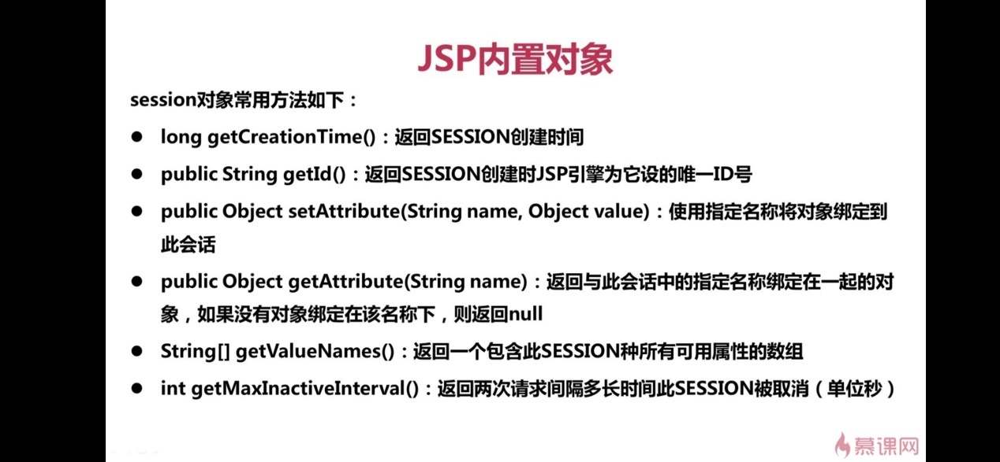 JSP内置对象
session对象常用方法如下：
● long getCreationTime()：返回SESSION创建时间
● public String getId()：返回SESSION创建时JSP引擎为它设的唯一ID号
● public Object setAttribute(String name, Object value)：使用指定名称将对象绑定到
此会话
● public Object getAttribute(String name)：返回与此会话中的指定名称绑定在一起的对
象，如果没有对象绑定在该名称下，则返回null
● String[] getValueNames()：返回一个包含此SESSION种所有可用属性的数组
● int getMaxInactiveInterval()：返回两次请求间隔多长时间此SESSION被取消（单位秒）
慕课网